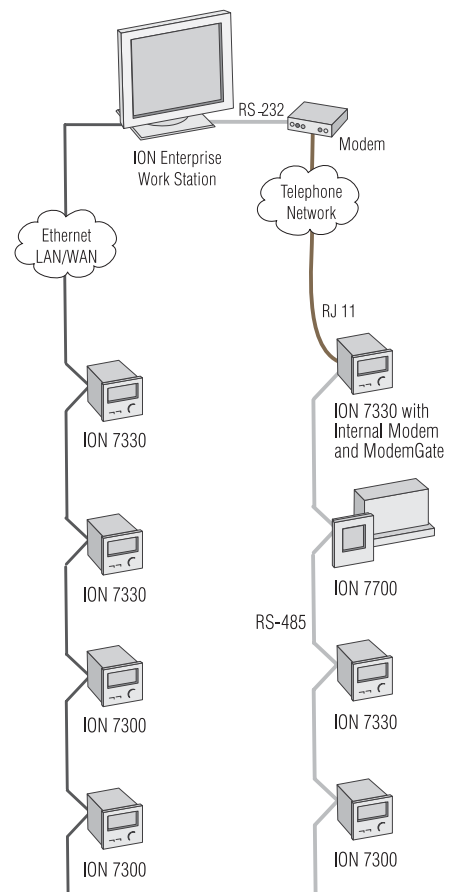 RS-232
ION Enterprise
Work Station
Modem
Telephone
Network
Ethernet
LAN/WAN
RJ 11
ION 7330
ION 7330 with
Internal Modem
and ModemGate
ION 7330
ION 7700
RS-485
ION 7300
ION 7330
ION 7300
ION 7300